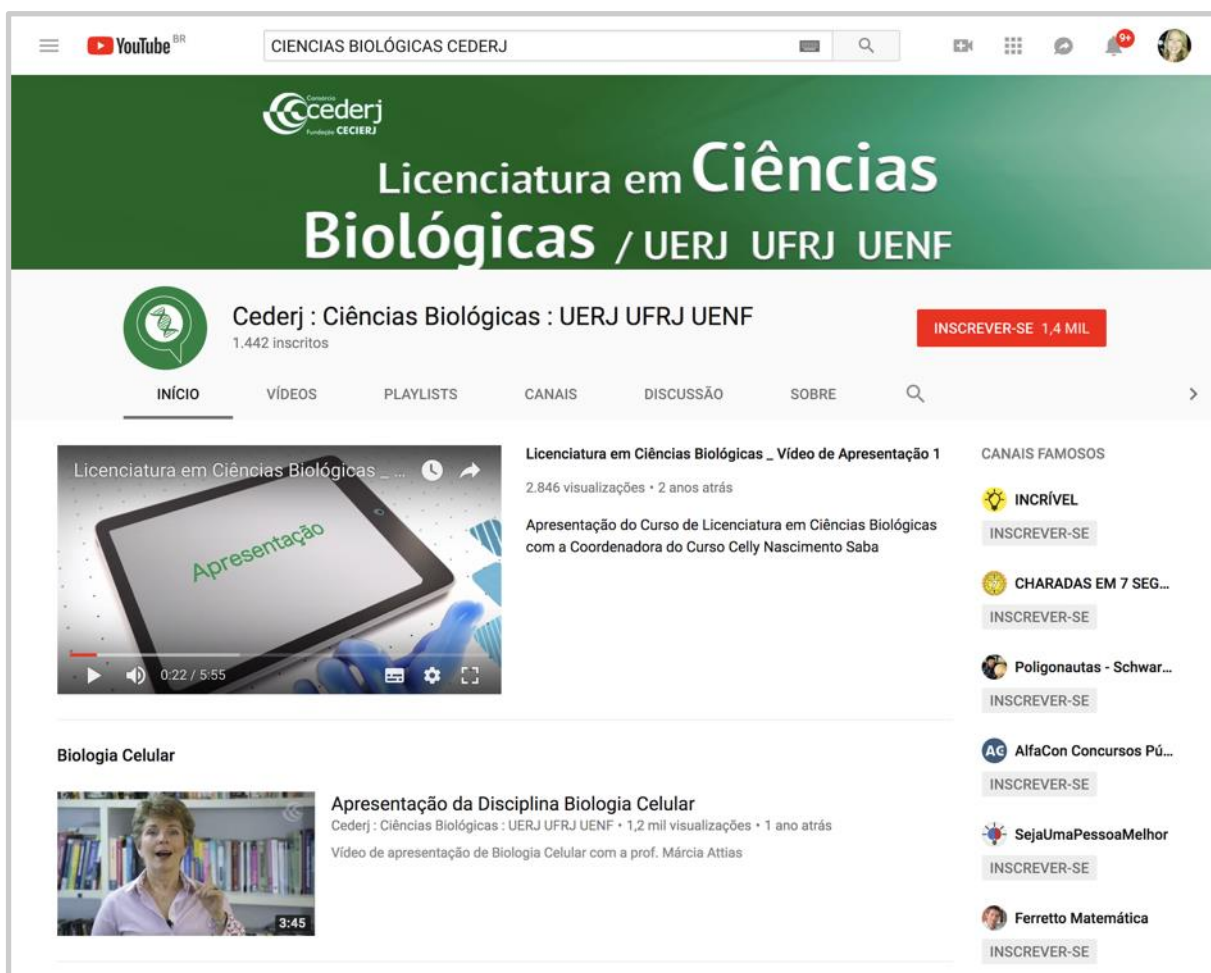 YouTube BR
CIENCIAS BIOLÓGICAS CEDERJ
9+
Consórcio
cederj
Fundação CECIERJ
Licenciatura em Ciências
Biológicas / UERJ UFRJ UENF
Cederj : Ciências Biológicas : UERJ UFRJ UENF
1.442 inscritos
INSCREVER-SE 1,4 MIL
INÍCIO VÍDEOS PLAYLISTS CANAIS DISCUSSÃO SOBRE
Licenciatura em Ciências Biológicas _ ...
Apresentação
0:22 / 5:55
Licenciatura em Ciências Biológicas _ Vídeo de Apresentação 1
2.846 visualizações • 2 anos atrás
Apresentação do Curso de Licenciatura em Ciências Biológicas
com a Coordenadora do Curso Celly Nascimento Saba
Biologia Celular
3:45
Apresentação da Disciplina Biologia Celular
Cederj : Ciências Biológicas : UERJ UFRJ UENF • 1,2 mil visualizações • 1 ano atrás
Vídeo de apresentação de Biologia Celular com a prof. Márcia Attias
CANAIS FAMOSOS
INCRÍVEL
INSCREVER-SE
CHARADAS EM 7 SEG...
INSCREVER-SE
Poligonautas - Schwar...
INSCREVER-SE
AG AlfaCon Concursos Pú...
INSCREVER-SE
SejaUmaPessoaMelhor
INSCREVER-SE
Ferretto Matemática
INSCREVER-SE